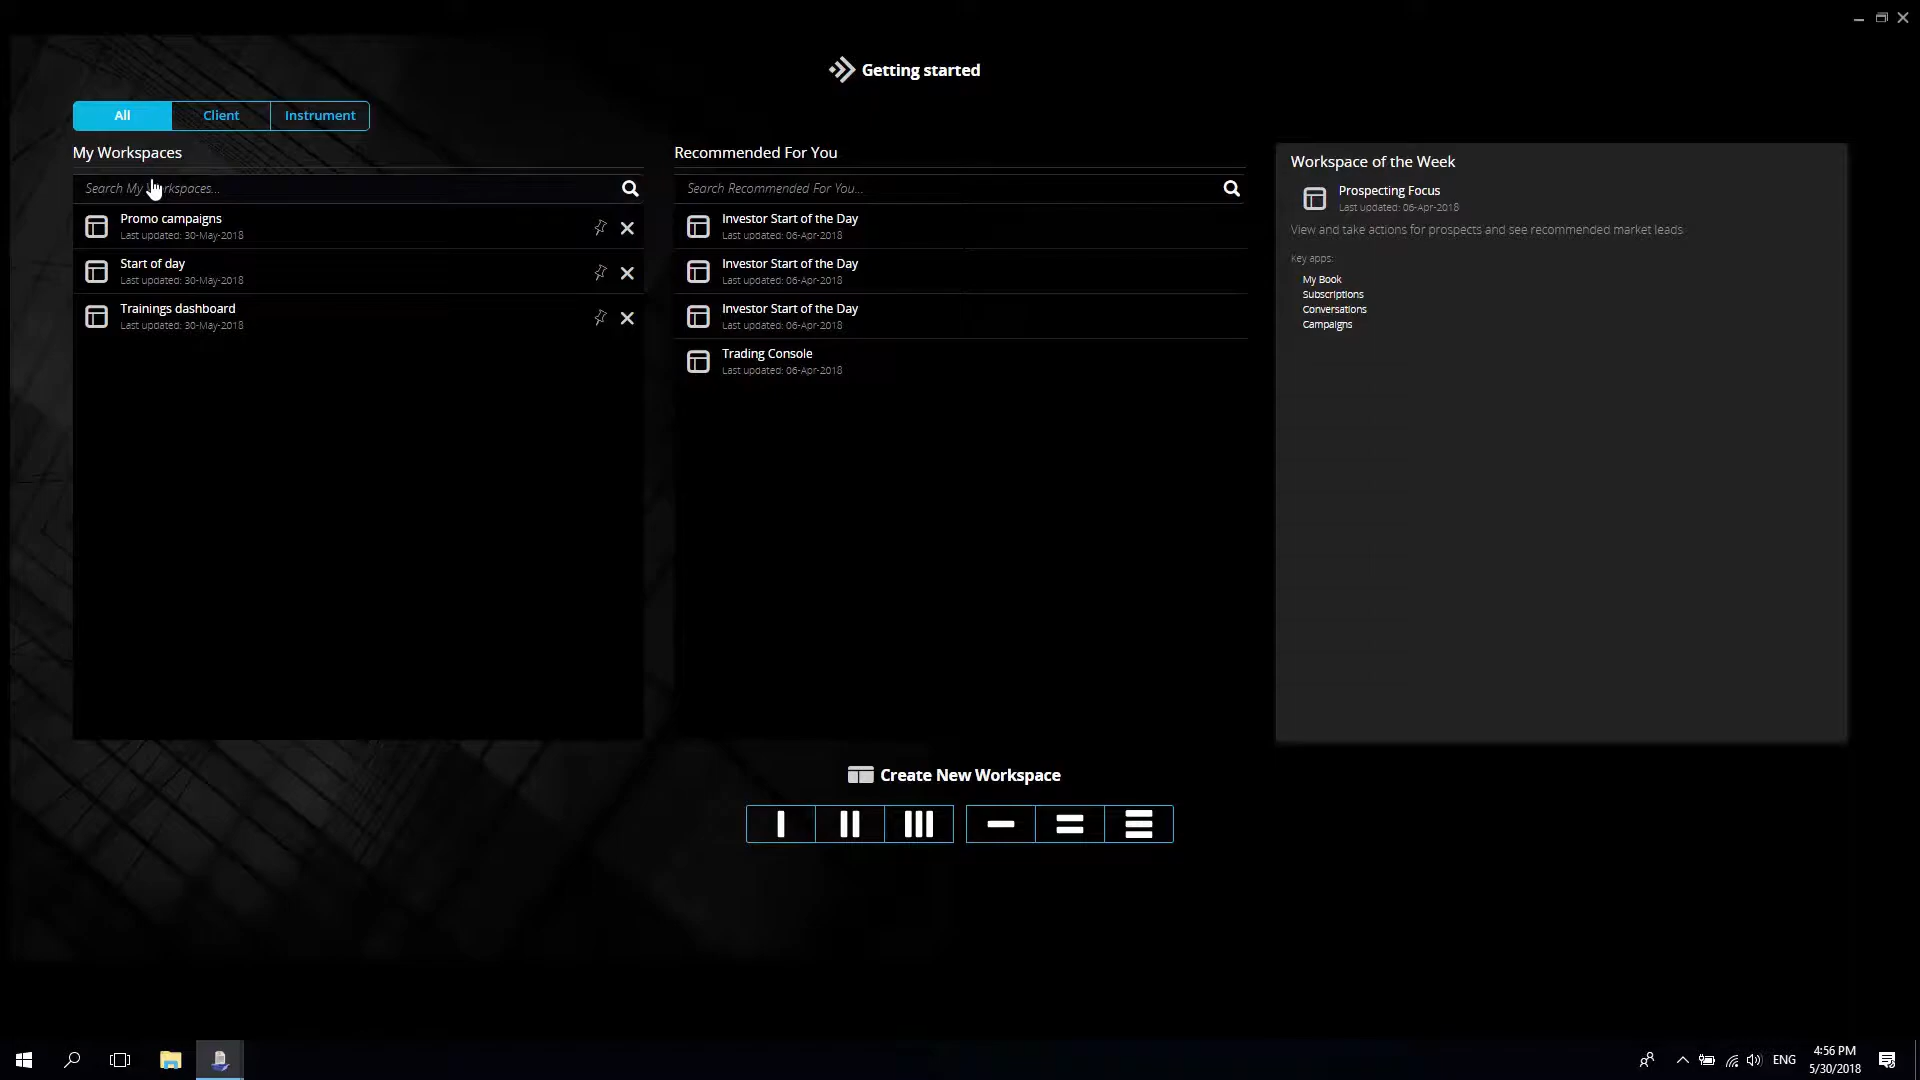 Getting started
All
Client
Instrument
My Workspaces
Search My Workspaces...
Promo campaigns
Last updated: 30-May-2018
Start of day
Last updated: 30-May-2018
Trainings dashboard
Last updated: 30-May-2018
Recommended For You
Search Recommended For You...
Investor Start of the Day
Last updated: 06-Apr-2018
Investor Start of the Day
Last updated: 06-Apr-2018
Investor Start of the Day
Last updated: 06-Apr-2018
Trading Console
Last updated: 06-Apr-2018
Workspace of the Week
Prospecting Focus
Last updated: 06-Apr-2018
View and take actions for prospects and see recommended market leads
Key apps:
My Book
Subscriptions
Conversations
Campaigns
Create New Workspace
ENG
4:56 PM
5/30/2018